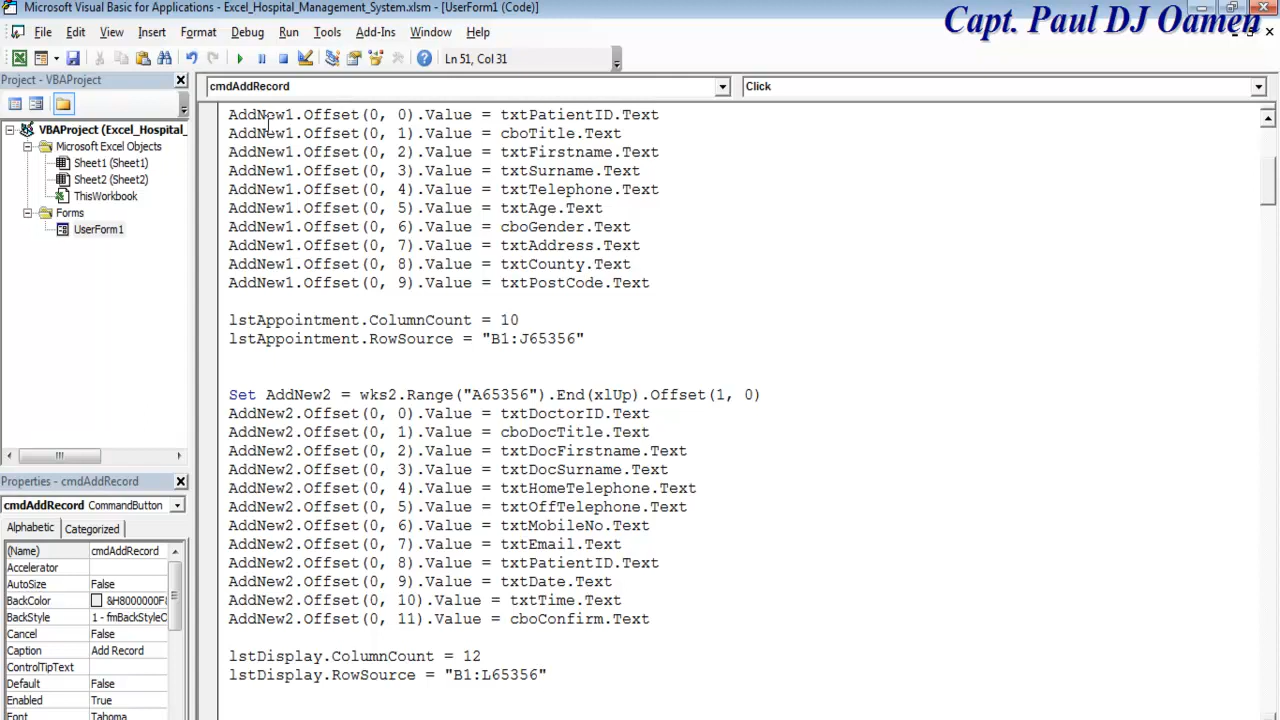 Microsoft Visual Basic for Applications - Excel_Hospital_Management_System.xlsm - [UserForm1 (Code)]
Capt. Paul DJ Oamen
File Edit View Insert Format Debug Run Tools Add-Ins Window Help
Ln 51, Col 31
Project - VBAProject
cmdAddRecord
Click
VBAProject (Excel_Hospital_
Microsoft Excel Objects
Sheet1 (Sheet1)
Sheet2 (Sheet2)
ThisWorkbook
Forms
UserForm1
Properties - cmdAddRecord
cmdAddRecord CommandButton
Alphabetic Categorized
(Name) cmdAddRecord
Accelerator
AutoSize False
BackColor &H8000000F&
BackStyle 1 - fmBackStyleO
Cancel False
Caption Add Record
ControlTipText
Default False
Enabled True
Font Tahoma
AddNew1.Offset(0, 0).Value = txtPatientID.Text
AddNew1.Offset(0, 1).Value = cboTitle.Text
AddNew1.Offset(0, 2).Value = txtFirstname.Text
AddNew1.Offset(0, 3).Value = txtSurname.Text
AddNew1.Offset(0, 4).Value = txtTelephone.Text
AddNew1.Offset(0, 5).Value = txtAge.Text
AddNew1.Offset(0, 6).Value = cboGender.Text
AddNew1.Offset(0, 7).Value = txtAddress.Text
AddNew1.Offset(0, 8).Value = txtCounty.Text
AddNew1.Offset(0, 9).Value = txtPostCode.Text
lstAppointment.ColumnCount = 10
lstAppointment.RowSource = "B1:J65356"
Set AddNew2 = wks2.Range("A65356").End(xlUp).Offset(1, 0)
AddNew2.Offset(0, 0).Value = txtDoctorID.Text
AddNew2.Offset(0, 1).Value = cboDocTitle.Text
AddNew2.Offset(0, 2).Value = txtDocFirstname.Text
AddNew2.Offset(0, 3).Value = txtDocSurname.Text
AddNew2.Offset(0, 4).Value = txtHomeTelephone.Text
AddNew2.Offset(0, 5).Value = txtOffTelephone.Text
AddNew2.Offset(0, 6).Value = txtMobileNo.Text
AddNew2.Offset(0, 7).Value = txtEmail.Text
AddNew2.Offset(0, 8).Value = txtPatientID.Text
AddNew2.Offset(0, 9).Value = txtDate.Text
AddNew2.Offset(0, 10).Value = txtTime.Text
AddNew2.Offset(0, 11).Value = cboConfirm.Text
lstDisplay.ColumnCount = 12
lstDisplay.RowSource = "B1:L65356"